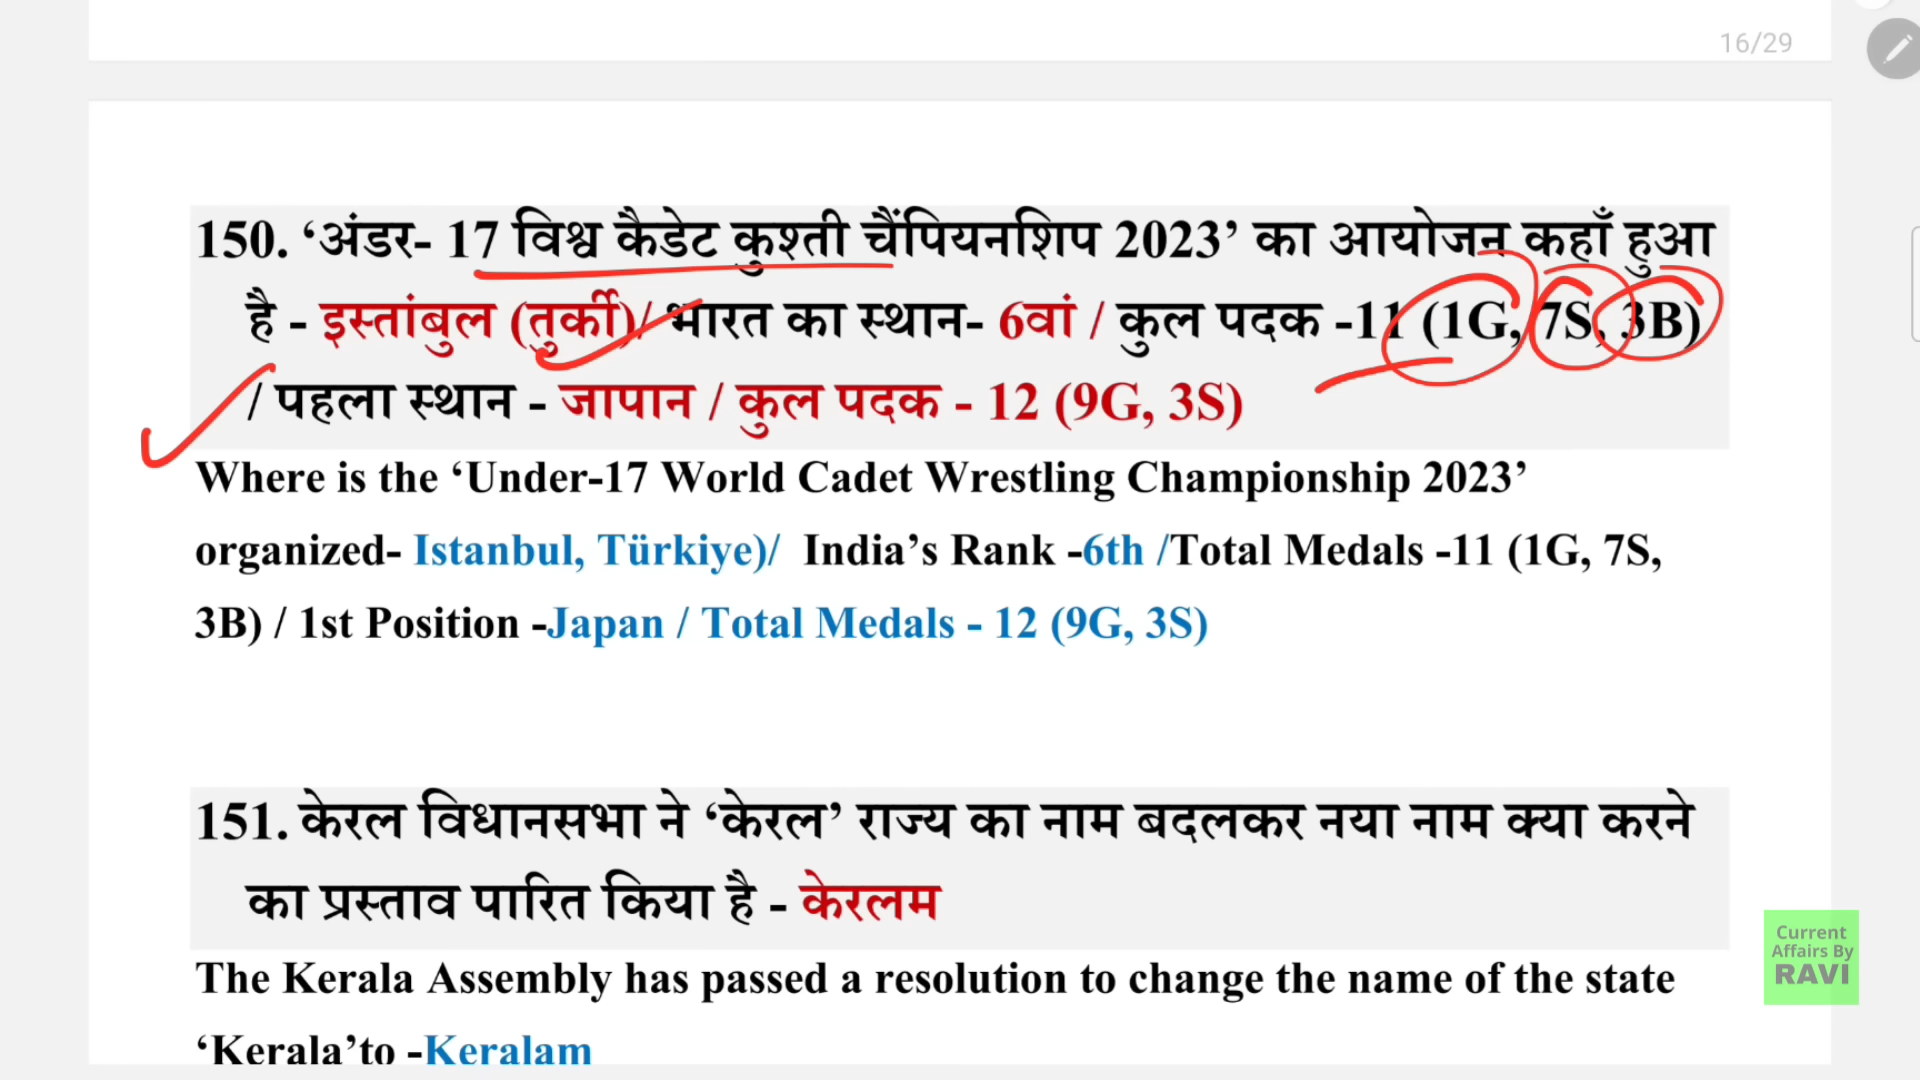 16/29
150. ‘अंडर- 17 विश्व कैडेट कुश्ती चैंपियनशिप 2023’ का आयोजन कहाँ हुआ
है - इस्तांबुल (तुर्की)/ भारत का स्थान- 6वां / कुल पदक -11 (1G, 7S, 3B)
/ पहला स्थान - जापान / कुल पदक - 12 (9G, 3S)
Where is the ‘Under-17 World Cadet Wrestling Championship 2023’
organized- Istanbul, Türkiye)/ India’s Rank -6th /Total Medals -11 (1G, 7S,
3B) / 1st Position -Japan / Total Medals - 12 (9G, 3S)
151. केरल विधानसभा ने ‘केरल’ राज्य का नाम बदलकर नया नाम क्या करने
का प्रस्ताव पारित किया है - केरलम
The Kerala Assembly has passed a resolution to change the name of the state
‘Kerala’to -Keralam
Current
Affairs By
RAVI